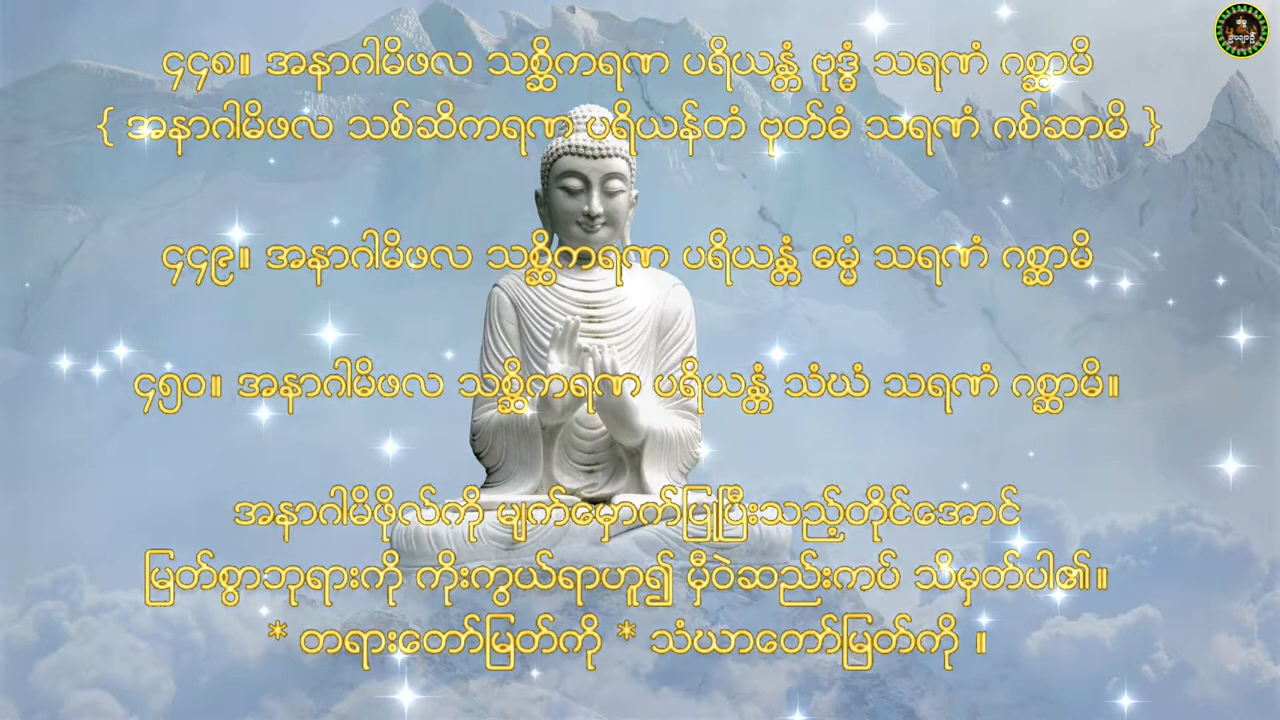 ၄၄၈။ အနာဂါမိဖလ သစ္ဆိကရဏ ပရိယန္တံ ဗုဒ္ဓံ သရဏံ ဂစ္ဆာမိ
{ အနာဂါမိဖလ သစ်ဆိကရဏ ပရိယန်တံ ဗုတ်ဓံ သရဏံ ဂစ်ဆာမိ }
၄၄၉။ အနာဂါမိဖလ သစ္ဆိကရဏ ပရိယန္တံ ဓမ္မံ သရဏံ ဂစ္ဆာမိ
၄၅၀။ အနာဂါမိဖလ သစ္ဆိကရဏ ပရိယန္တံ သံဃံ သရဏံ ဂစ္ဆာမိ။
အနာဂါမိဖိုလ်ကို မျက်မှောက်ပြုပြီးသည့်တိုင်အောင်
မြတ်စွာဘုရားကို ကိုးကွယ်ရာဟူ၍ မှီဝဲဆည်းကပ် သိမှတ်ပါ၏။
* တရားတော်မြတ်ကို * သံဃာတော်မြတ်ကို ။